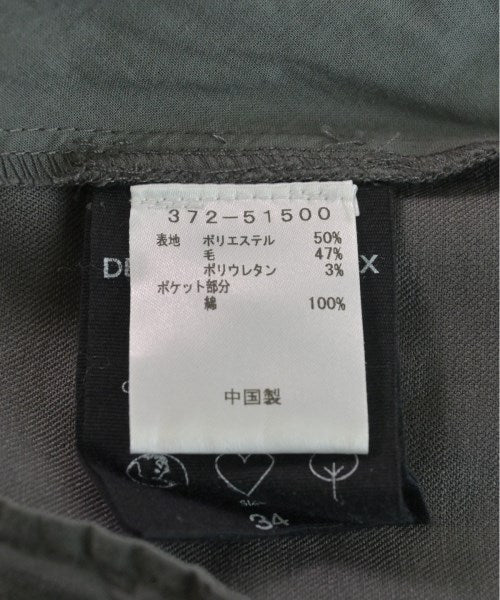 372-51500
表地 ポリエステル 50%
毛 47%
ポリウレタン 3%
ポケット部分
綿 100%
中国製
34